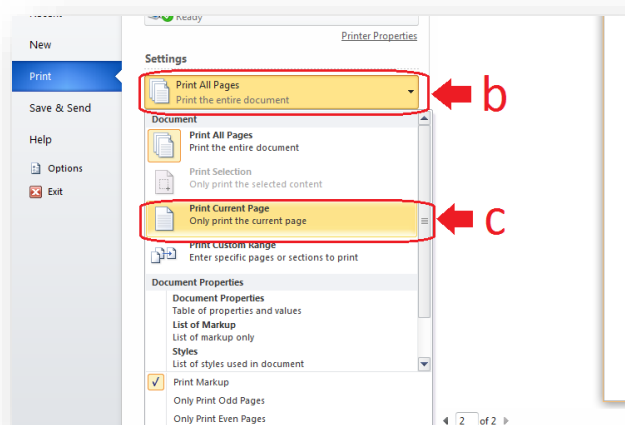 Recent
Ready
Printer Properties
New
Settings
Print
Print All Pages
Print the entire document
b
Save & Send
Document
Print All Pages
Print the entire document
Help
Options
Print Selection
Only print the selected content
Exit
Print Current Page
Only print the current page
c
Print Custom Range
Enter specific pages or sections to print
Document Properties
Document Properties
Table of properties and values
List of Markup
List of markup only
Styles
List of styles used in document
Print Markup
Only Print Odd Pages
Only Print Even Pages
2 of 2